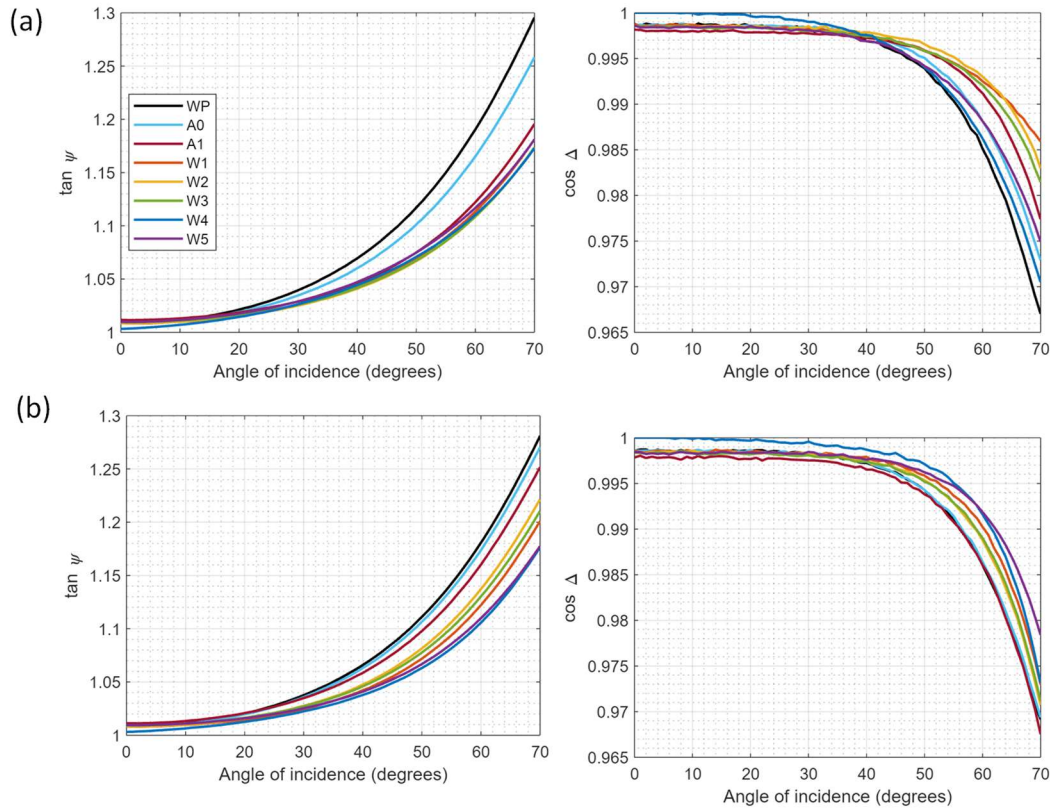 (a)
1.3
1.25
1.2
1.15
1.1
1.05
1
tan ψ
WP
A0
A1
W1
W2
W3
W4
W5
0 10 20 30 40 50 60 70
Angle of incidence (degrees)
1
0.995
0.99
0.985
0.98
0.975
0.97
0.965
cos Δ
0 10 20 30 40 50 60 70
Angle of incidence (degrees)
(b)
1.3
1.25
1.2
1.15
1.1
1.05
1
tan ψ
0 10 20 30 40 50 60 70
Angle of incidence (degrees)
1
0.995
0.99
0.985
0.98
0.975
0.97
0.965
cos Δ
0 10 20 30 40 50 60 70
Angle of incidence (degrees)